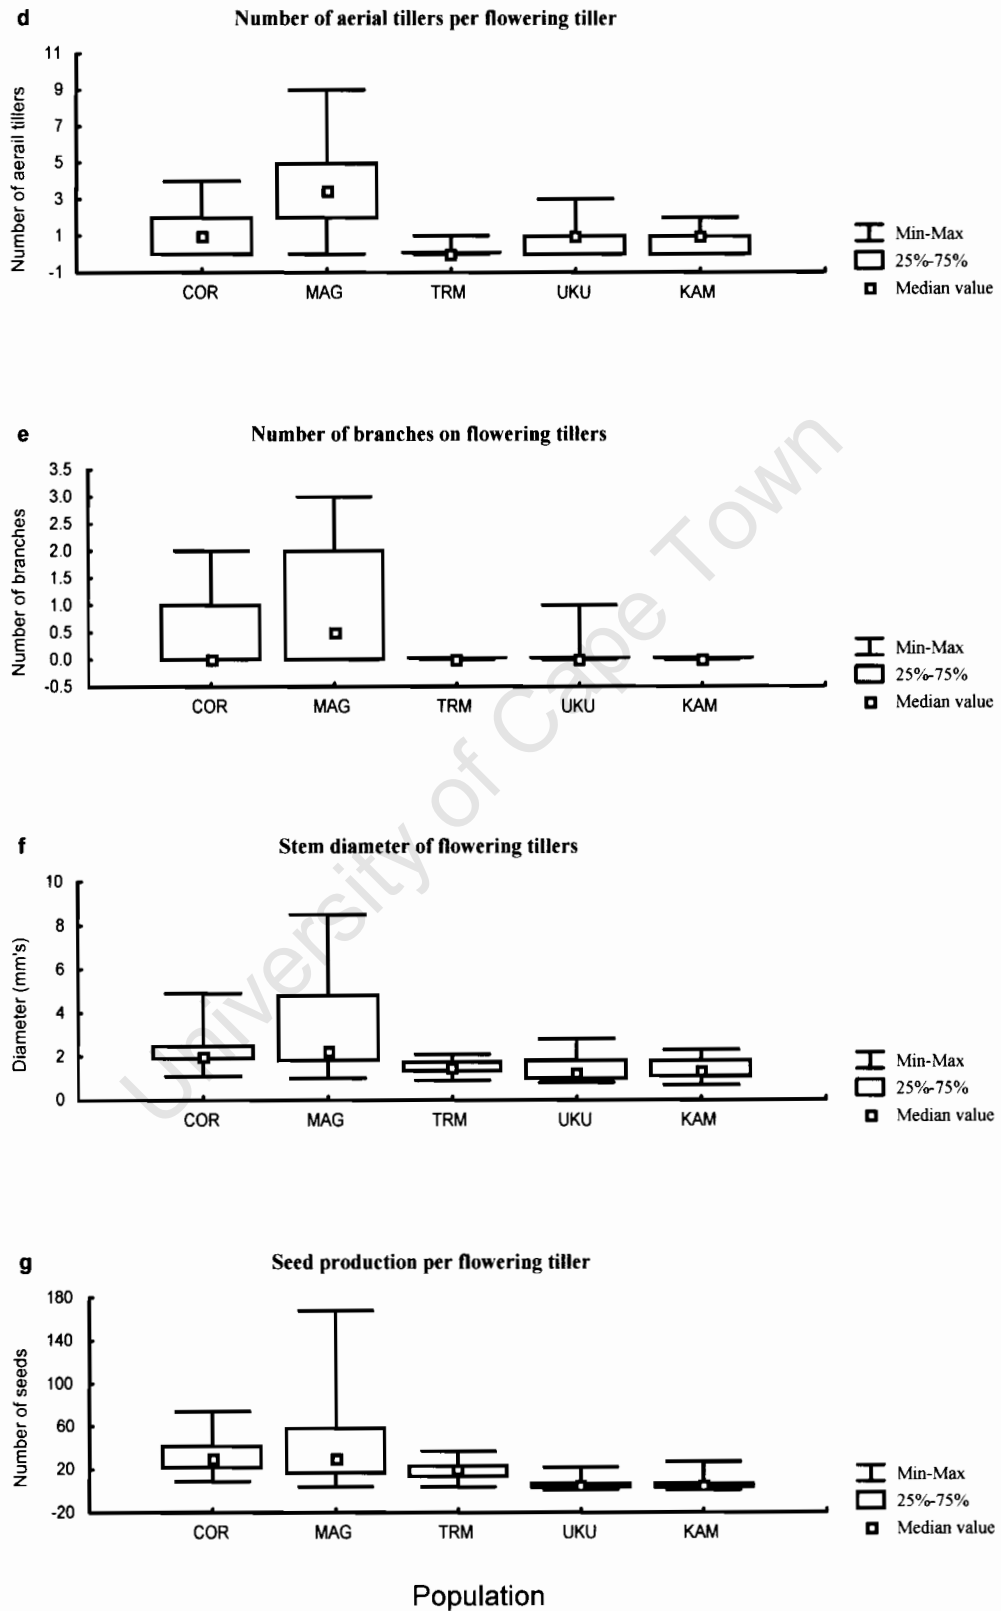 d
Number of aerial tillers per flowering tiller
Number of aerail tillers
11
9
7
5
3
1
-1
COR MAG TRM UKU KAM
Min-Max
25%-75%
Median value
e
Number of branches on flowering tillers
Number of branches
3.5
3.0
2.5
2.0
1.5
1.0
0.5
0.0
-0.5
COR MAG TRM UKU KAM
Min-Max
25%-75%
Median value
f
Stem diameter of flowering tillers
Diameter (mm's)
10
8
6
4
2
0
COR MAG TRM UKU KAM
Min-Max
25%-75%
Median value
g
Seed production per flowering tiller
Number of seeds
180
140
100
60
20
-20
COR MAG TRM UKU KAM
Min-Max
25%-75%
Median value
Population
University of Cape Town